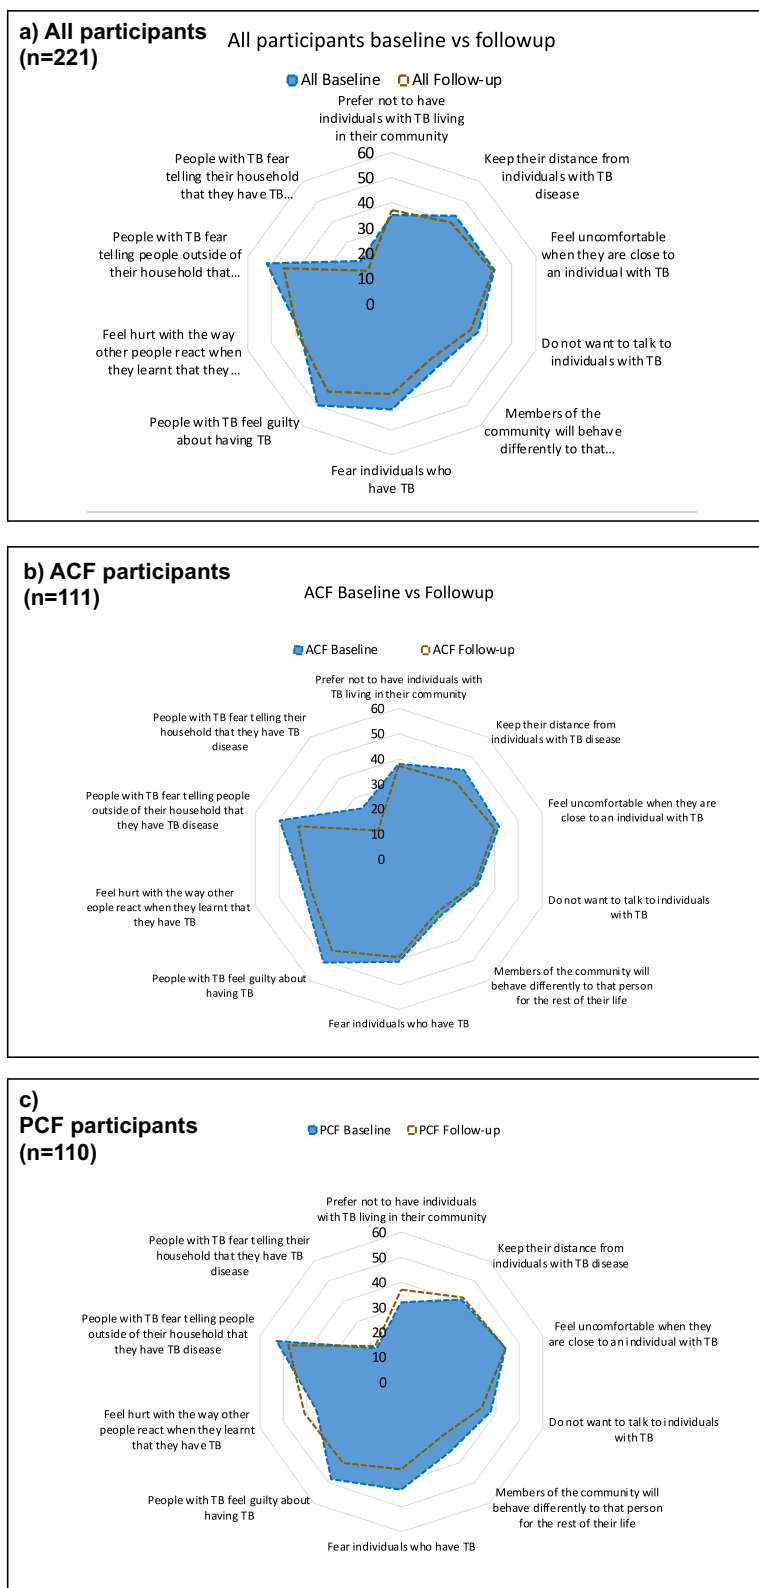 a) All participants
(n=221)
All participants baseline vs followup
All Baseline
All Follow-up
Prefer not to have
individuals with TB living
in their community
Keep their distance from
individuals with TB
disease
Feel uncomfortable
when they are close to
an individual with TB
Do not want to talk to
individuals with TB
Members of the
community will behave
differently to that...
Fear individuals who
have TB
People with TB feel guilty
about having TB
Feel hurt with the way
other people react when
they learnt that they...
People with TB fear
telling people outside of
their household that...
People with TB fear
telling their household
that they have TB...
60
50
40
30
20
10
0
b) ACF participants
(n=111)
ACF Baseline vs Followup
ACF Baseline
ACF Follow-up
Prefer not to have individuals with
TB living in their community
Keep their distance from
individuals with TB disease
Feel uncomfortable when they are
close to an individual with TB
Do not want to talk to individuals
with TB
Members of the community will
behave differently to that person
for the rest of their life
Fear individuals who have TB
People with TB feel guilty about
having TB
Feel hurt with the way other
eople react when they learnt that
they have TB
People with TB fear telling people
outside of their household that
they have TB disease
People with TB fear telling their
household that they have TB
disease
60
50
40
30
20
10
0
c)
PCF participants
(n=110)
PCF Baseline
PCF Follow-up
Prefer not to have individuals
with TB living in their community
Keep their distance from
individuals with TB disease
Feel uncomfortable when they
are close to an individual with TB
Do not want to talk to individuals
with TB
Members of the community will
behave differently to that person
for the rest of their life
Fear individuals who have TB
People with TB feel guilty about
having TB
Feel hurt with the way other
people react when they learnt
that they have TB
People with TB fear telling people
outside of their household that
they have TB disease
People with TB fear telling their
household that they have TB
disease
60
50
40
30
20
10
0